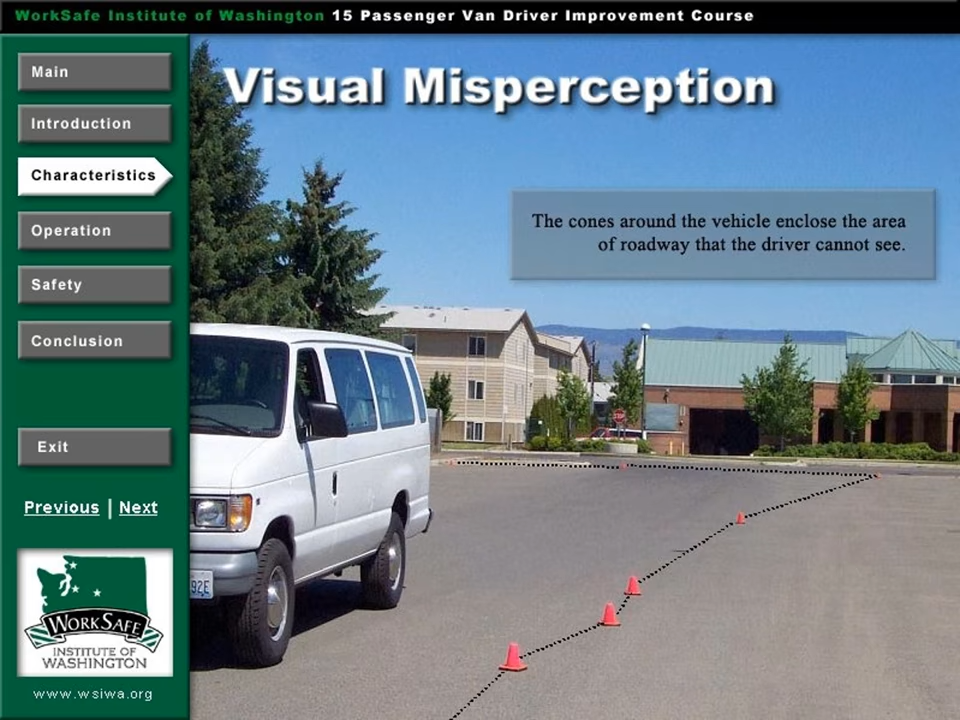 WorkSafe Institute of Washington 15 Passenger Van Driver Improvement Course
Main
Introduction
Characteristics
Operation
Safety
Conclusion
Exit
Previous | Next
Visual Misperception
The cones around the vehicle enclose the area
of roadway that the driver cannot see.
92E
WORKSAFE
INSTITUTE OF
WASHINGTON
www.wsiwa.org